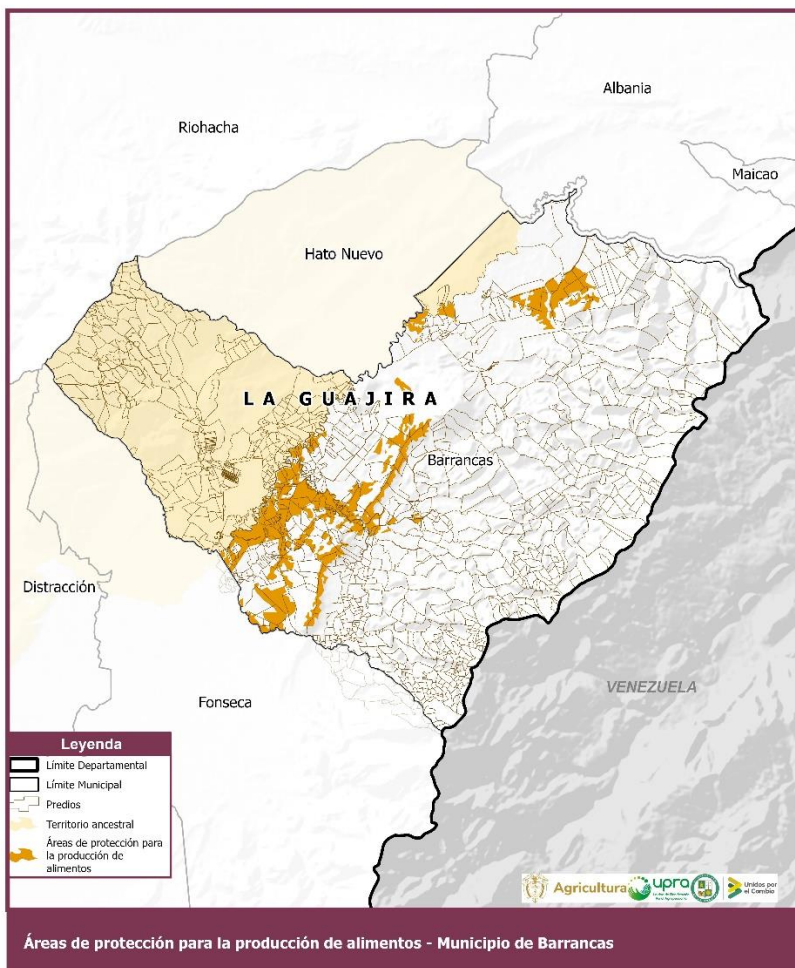 Albania
Riohacha
Maicao
Hato Nuevo
LA GUAJIRA
Barrancas
Distracción
VENEZUELA
Fonseca
Leyenda
Límite Departamental
Límite Municipal
Predios
Territorio ancestral
Áreas de protección para
la producción de
alimentos
Agricultura
upra
Unidos por
el Cambio
Áreas de protección para la producción de alimentos - Municipio de Barrancas